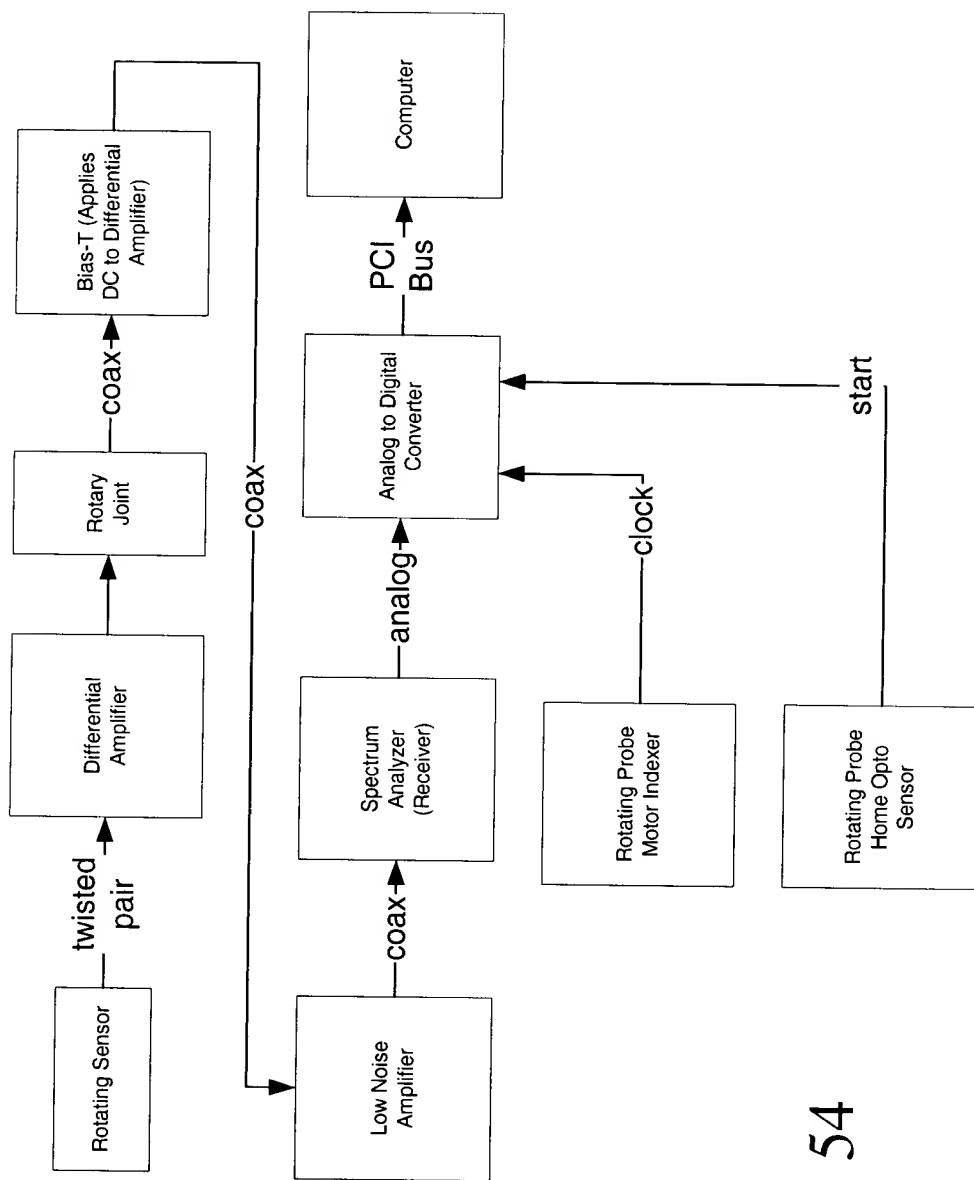 Rotating Sensor
twisted
pair
Differential
Amplifier
Rotary
Joint
coax
Bias-T (Applies
DC to Differential
Amplifier)
coax
Low Noise
Amplifier
coax
Spectrum
Analyzer
(Receiver)
analog
Analog to Digital
Converter
PCI
Bus
Computer
Rotating Probe
Motor Indexer
clock
Rotating Probe
Home Opto
Sensor
start
54